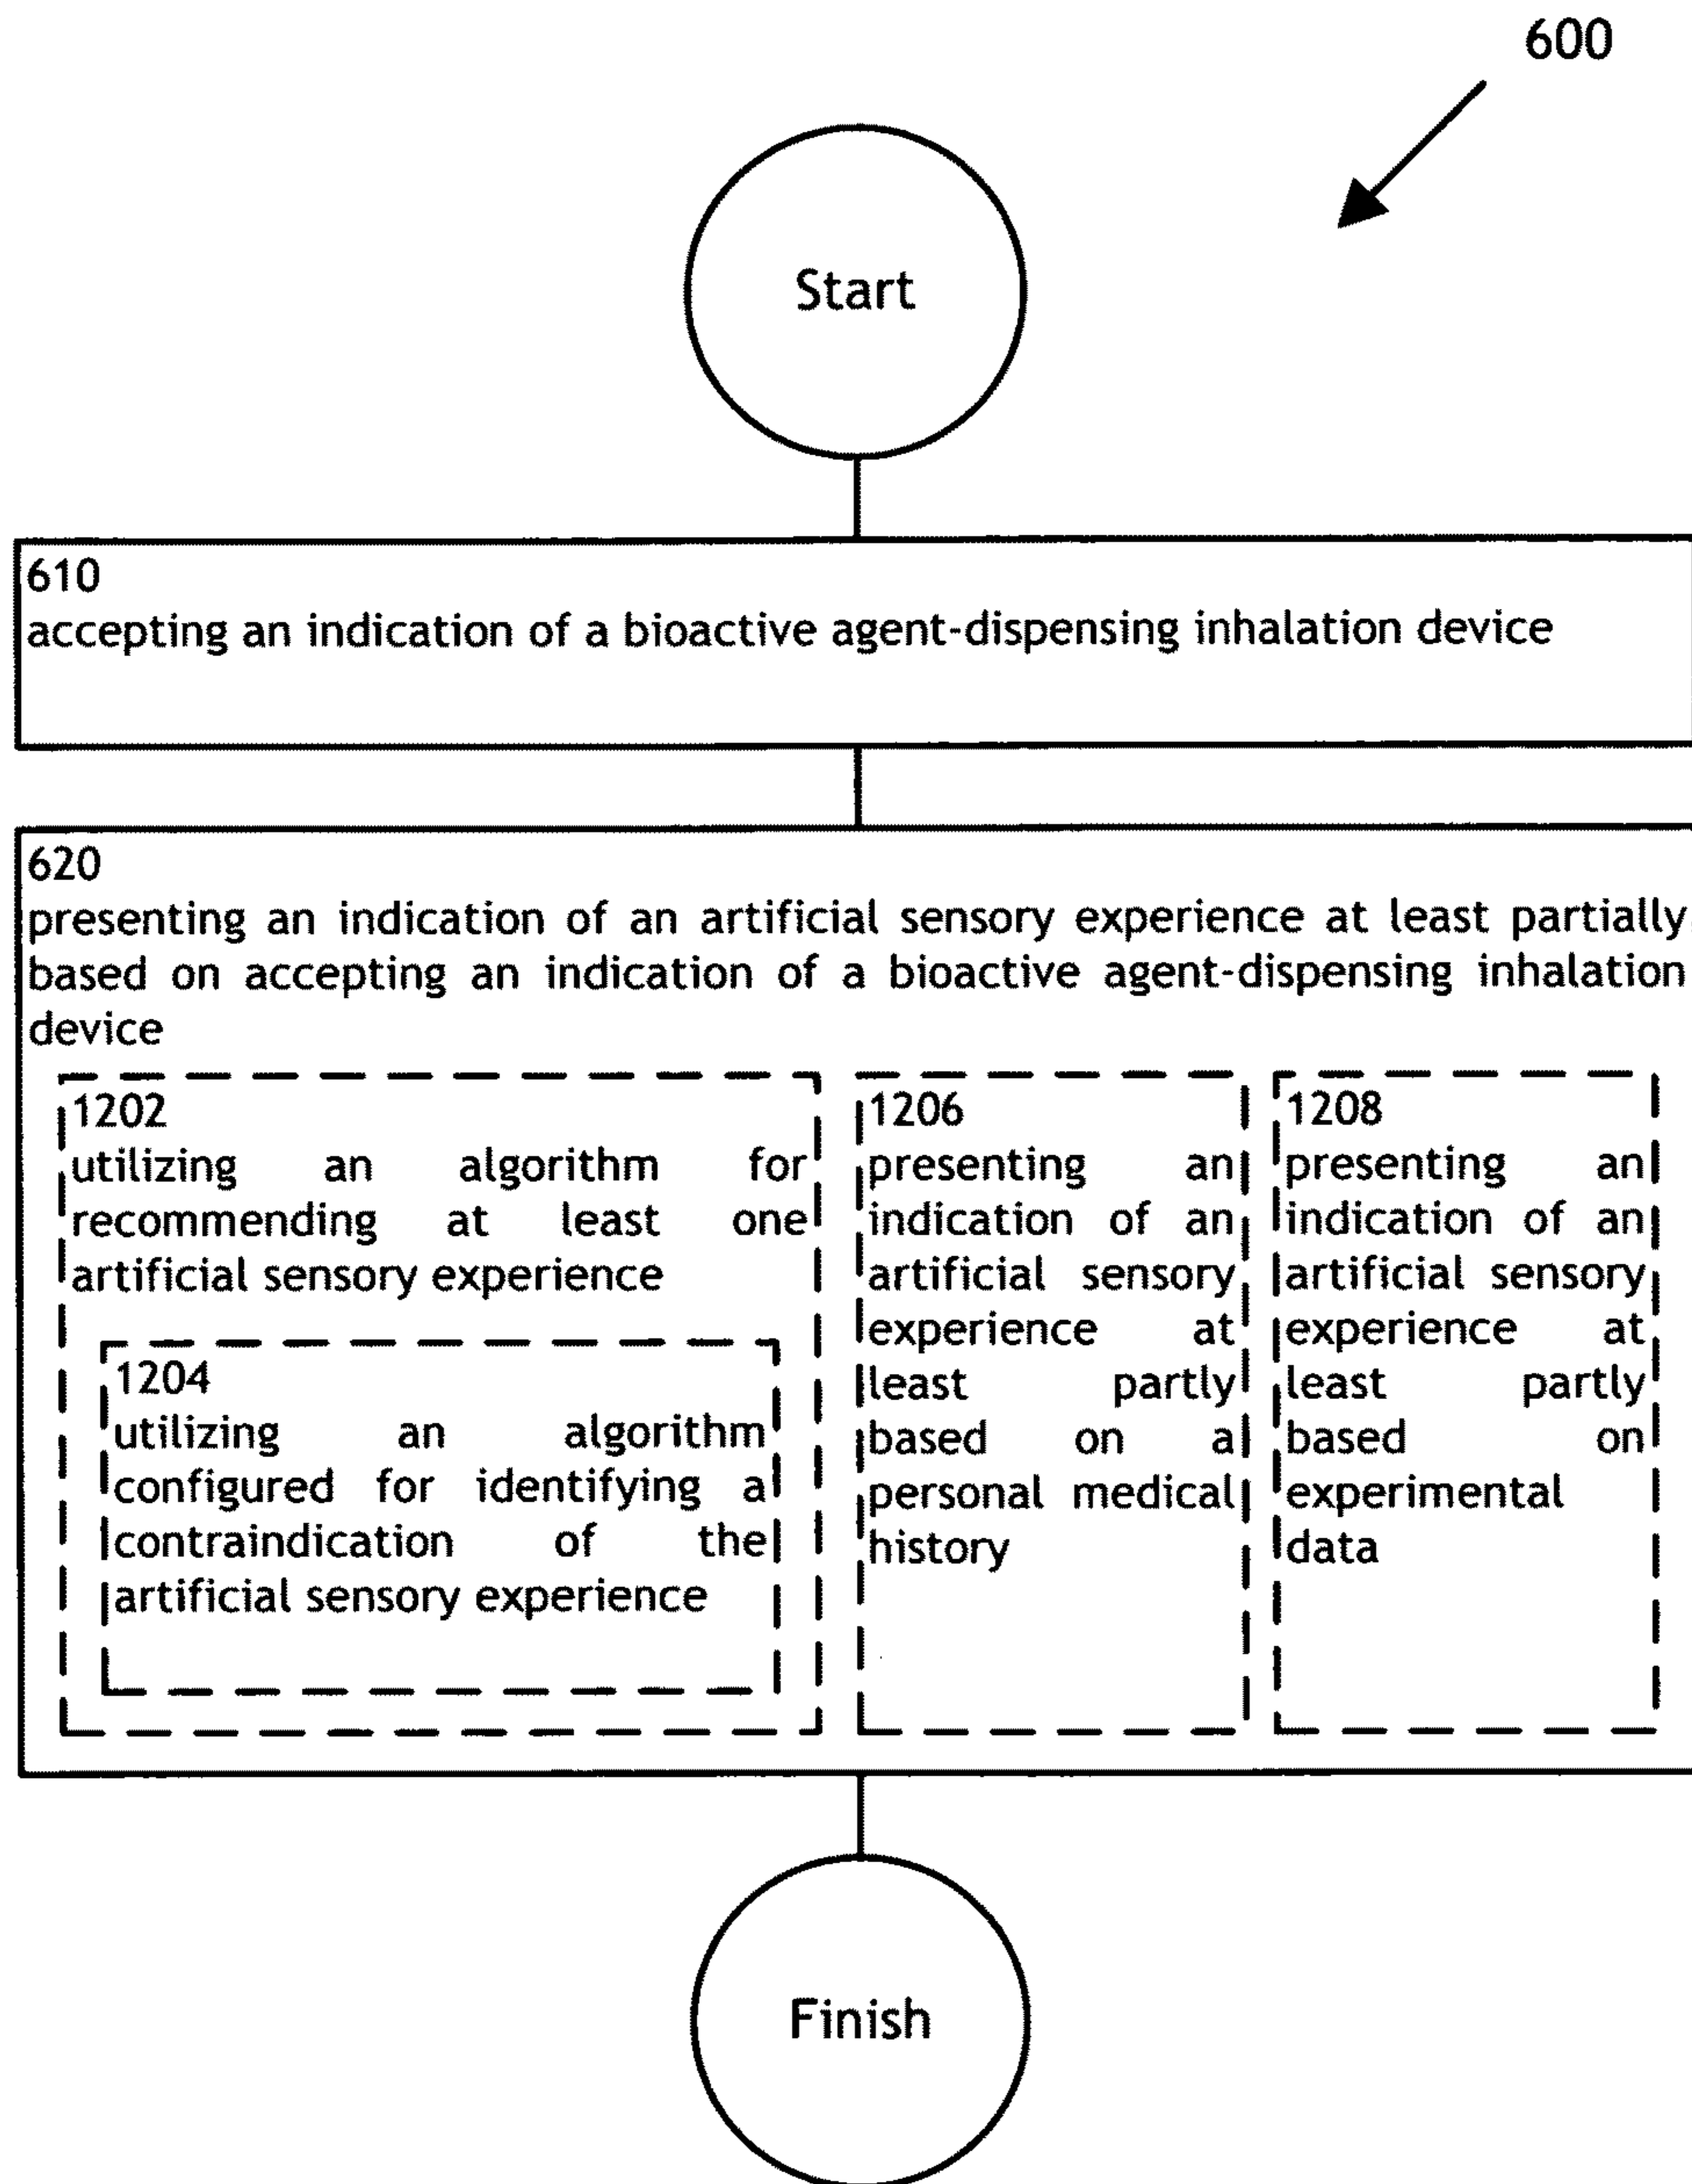 600
Start
610
accepting an indication of a bioactive agent-dispensing inhalation device
620
presenting an indication of an artificial sensory experience at least partially
based on accepting an indication of a bioactive agent-dispensing inhalation
device
1202
utilizing an algorithm for
recommending at least one
artificial sensory experience
1204
utilizing an algorithm
configured for identifying a
contraindication of the
artificial sensory experience
1206
presenting an
indication of an
artificial sensory
experience at
least partly
based on a
personal medical
history
1208
presenting an
indication of an
artificial sensory
experience at
least partly
based on
experimental
data
Finish